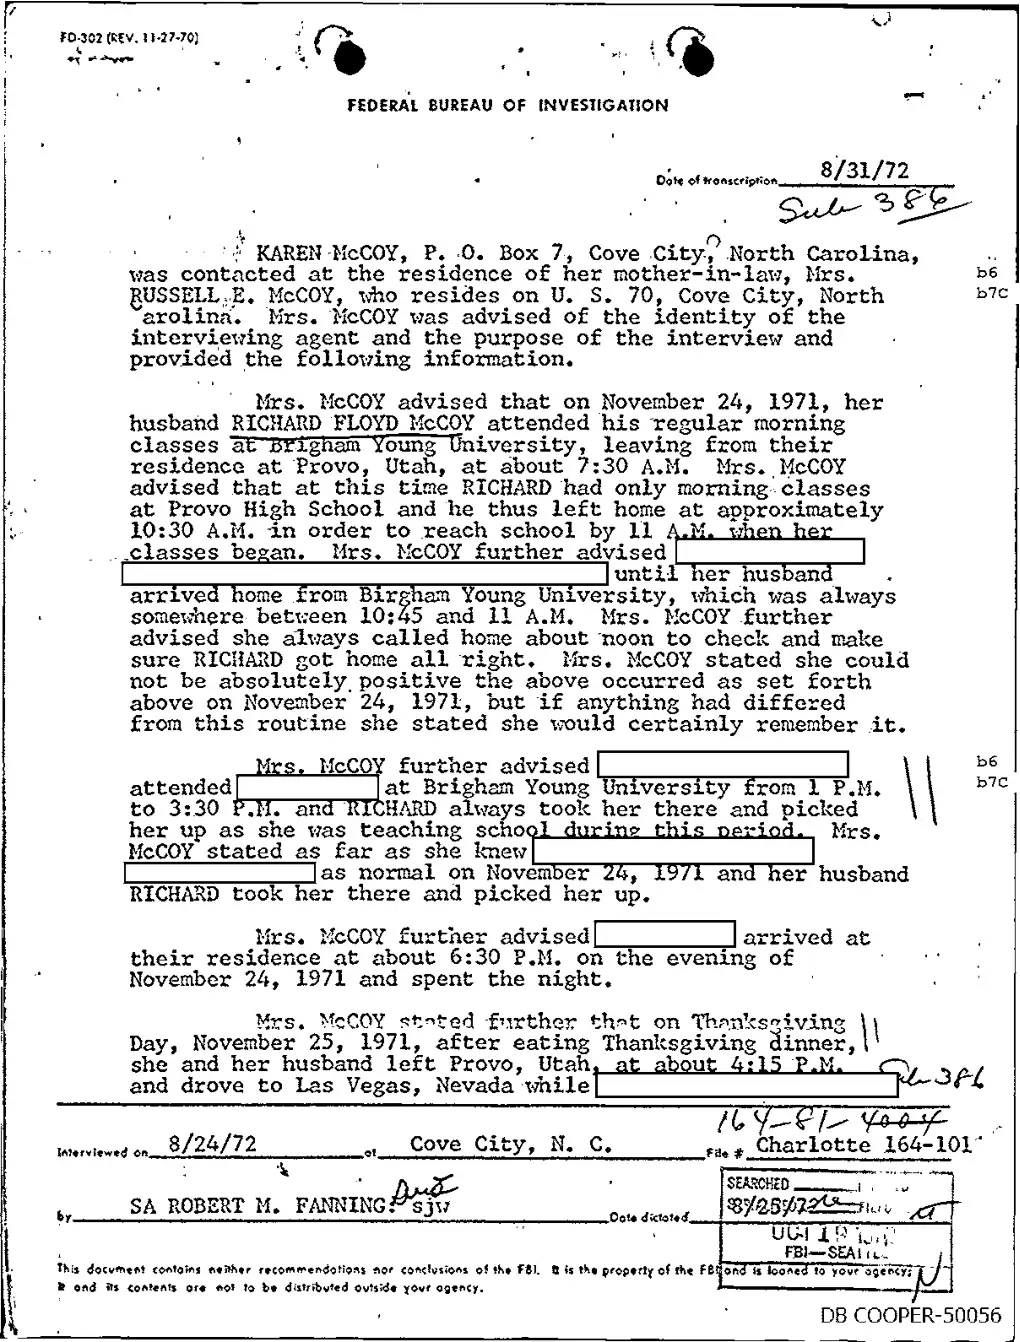 FD-302 (REV. 11-27-70)
FEDERAL BUREAU OF INVESTIGATION
Date of transcription 8/31/72
Sub 386
KAREN McCOY, P. O. Box 7, Cove City, North Carolina,
was contacted at the residence of her mother-in-law, Mrs.
b6
RUSSELL E. McCOY, who resides on U. S. 70, Cove City, North
b7C
arolina. Mrs. McCOY was advised of the identity of the
interviewing agent and the purpose of the interview and
provided the following information.
Mrs. McCOY advised that on November 24, 1971, her
husband RICHARD FLOYD McCOY attended his regular morning
classes at Brigham Young University, leaving from their
residence at Provo, Utah, at about 7:30 A.M. Mrs. McCOY
advised that at this time RICHARD had only morning classes
at Provo High School and he thus left home at approximately
10:30 A.M. in order to reach school by 11 A.M. when her
classes began. Mrs. McCOY further advised
until her husband
arrived home from Birgham Young University, which was always
somewhere between 10:45 and 11 A.M. Mrs. McCOY further
advised she always called home about noon to check and make
sure RICHARD got home all right. Mrs. McCOY stated she could
not be absolutely positive the above occurred as set forth
above on November 24, 1971, but if anything had differed
from this routine she stated she would certainly remember it.
Mrs. McCOY further advised
b6
attended at Brigham Young University from 1 P.M.
b7C
to 3:30 P.M. and RICHARD always took her there and picked
her up as she was teaching school during this period. Mrs.
McCOY stated as far as she knew
as normal on November 24, 1971 and her husband
RICHARD took her there and picked her up.
Mrs. McCOY further advised arrived at
their residence at about 6:30 P.M. on the evening of
November 24, 1971 and spent the night.
Mrs. McCOY stated further that on Thanksgiving
Day, November 25, 1971, after eating Thanksgiving dinner,
she and her husband left Provo, Utah, at about 4:15 P.M.
and drove to Las Vegas, Nevada while
Sub 386
164-81-4004
Interviewed on 8/24/72 at Cove City, N. C. File # Charlotte 164-101
by SA ROBERT M. FANNING: sjw Date dictated 8/25/72
SEARCHED
FBI—SEATTLE
This document contains neither recommendations nor conclusions of the FBI. It is the property of the FBI and is loaned to your agency;
it and its contents are not to be distributed outside your agency.
DB COOPER-50056